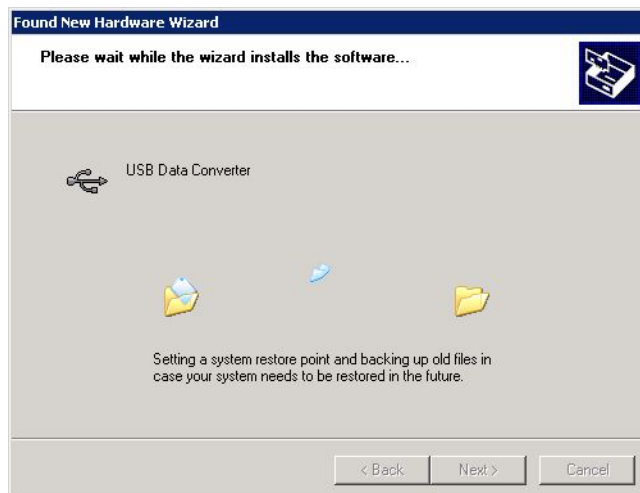 Found New Hardware Wizard
Please wait while the wizard installs the software...
USB Data Converter
Setting a system restore point and backing up old files in
case your system needs to be restored in the future.
< Back Next > Cancel